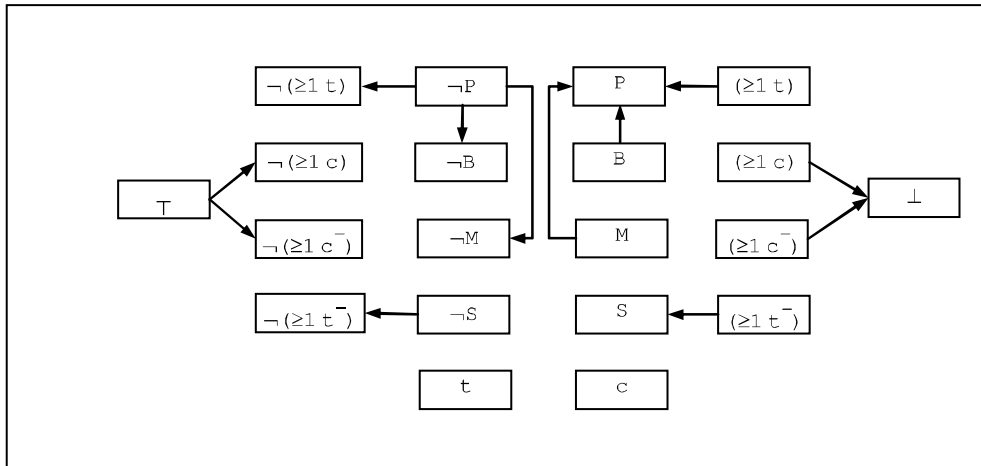 ¬(≥1 t)
¬P
P
(≥1 t)
¬(≥1 c)
¬B
B
(≥1 c)
⊤
⊥
¬(≥1 c⁻)
¬M
M
(≥1 c⁻)
¬(≥1 t⁻)
¬S
S
(≥1 t⁻)
t
c